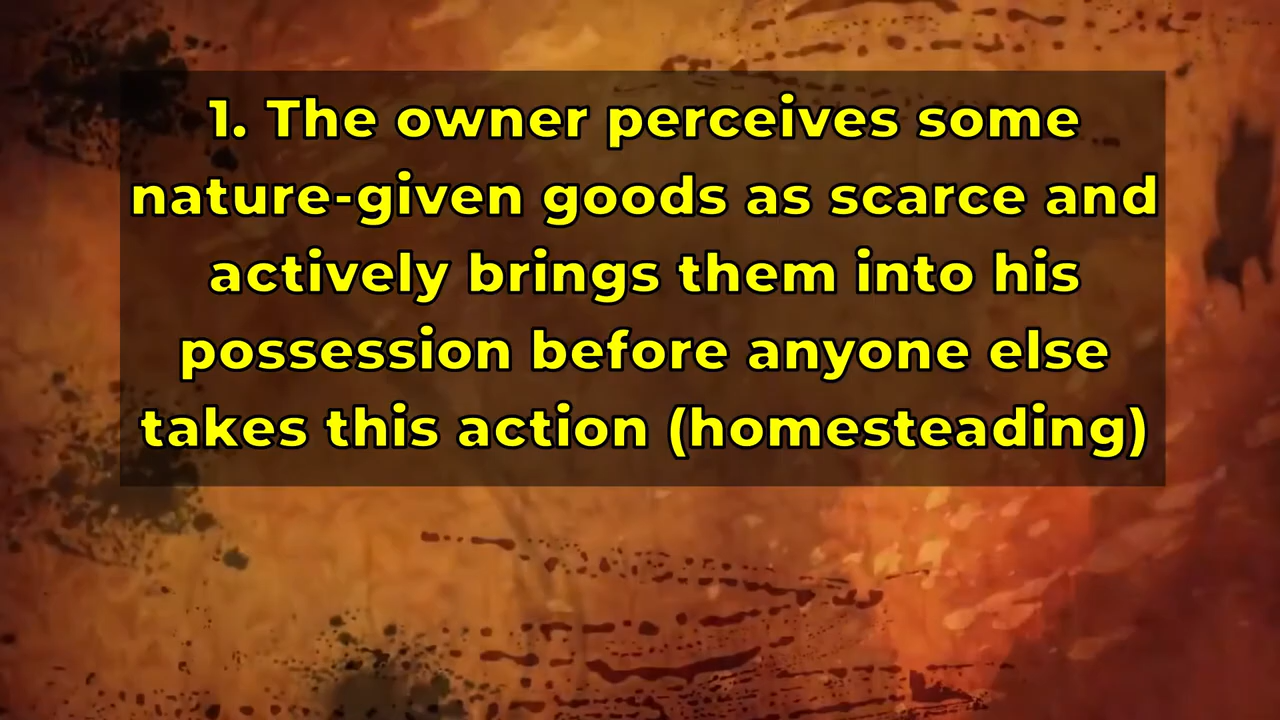 1. The owner perceives some
nature-given goods as scarce and
actively brings them into his
possession before anyone else
takes this action (homesteading)